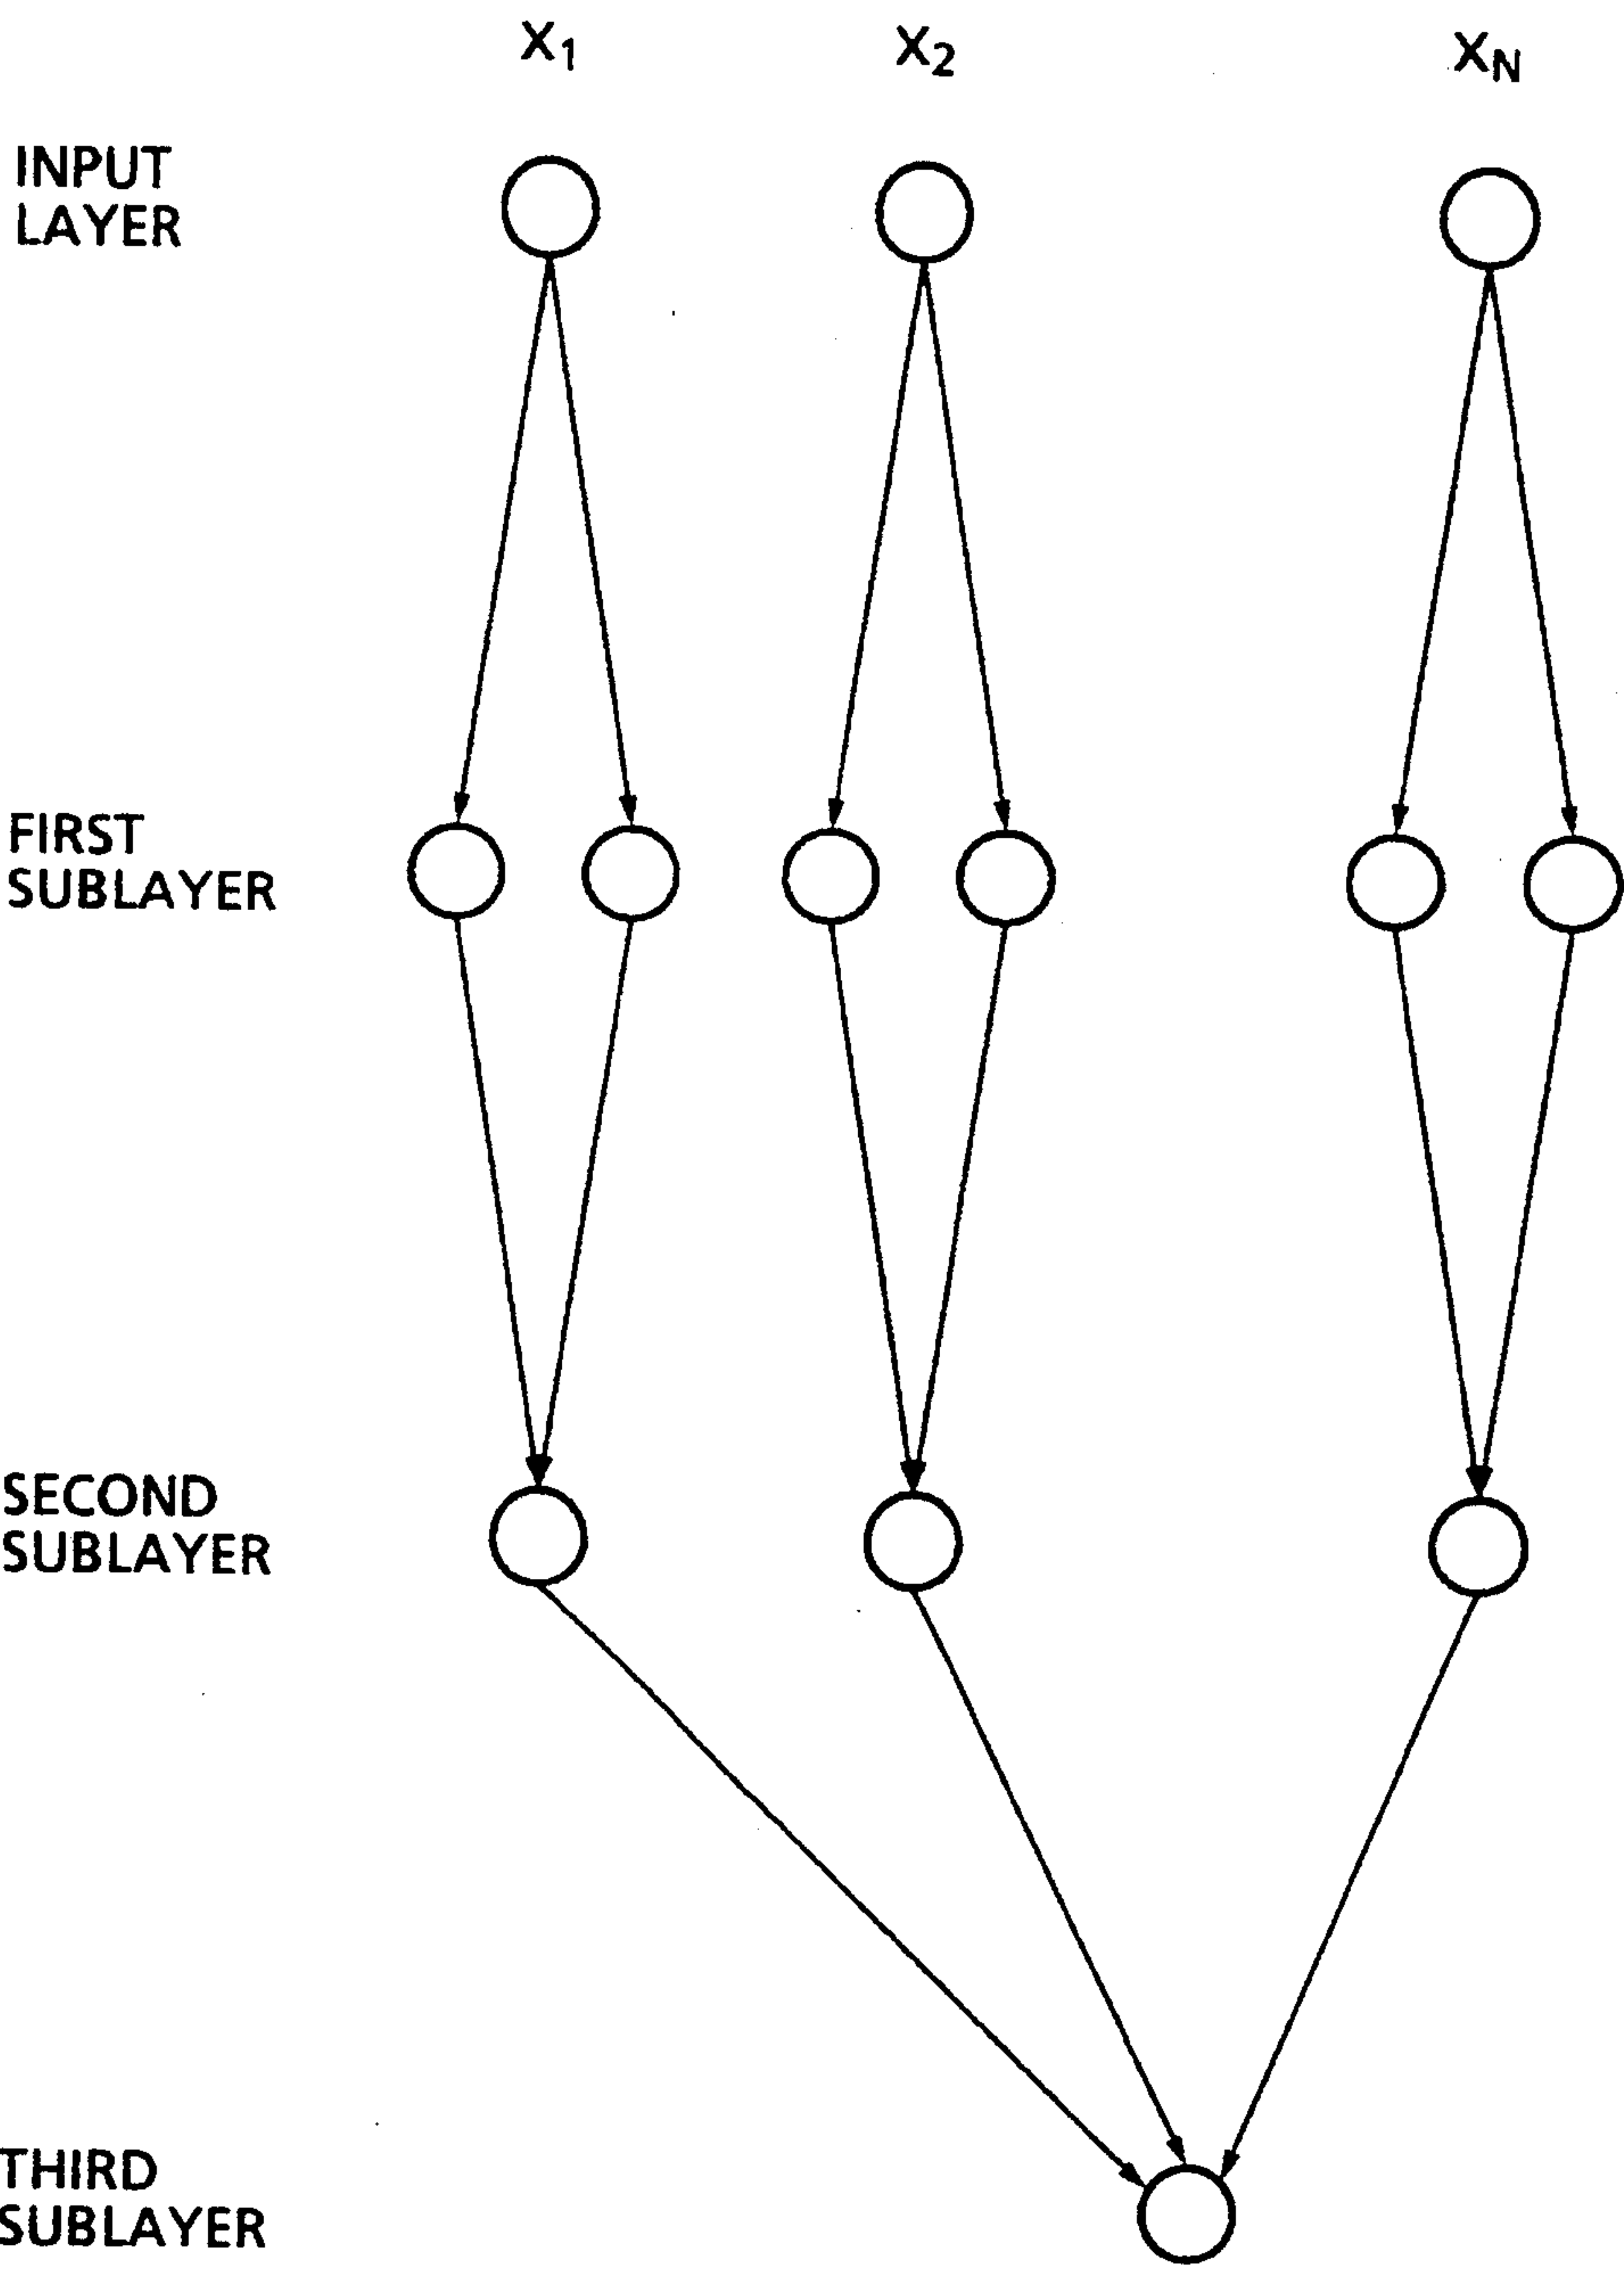 X1 X2 XN
INPUT
LAYER
FIRST
SUBLAYER
SECOND
SUBLAYER
THIRD
SUBLAYER